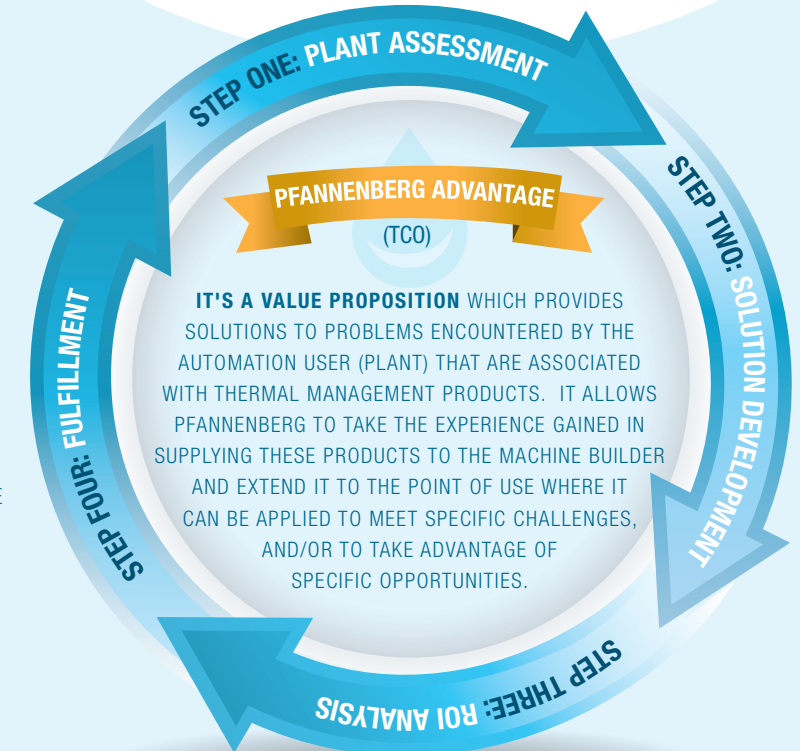 STEP ONE: PLANT ASSESSMENT
STEP TWO: SOLUTION DEVELOPMENT
STEP THREE: ROI ANALYSIS
STEP FOUR: FULFILLMENT
PFANNENBERG ADVANTAGE
(TCO)
IT'S A VALUE PROPOSITION WHICH PROVIDES
SOLUTIONS TO PROBLEMS ENCOUNTERED BY THE
AUTOMATION USER (PLANT) THAT ARE ASSOCIATED
WITH THERMAL MANAGEMENT PRODUCTS. IT ALLOWS
PFANNENBERG TO TAKE THE EXPERIENCE GAINED IN
SUPPLYING THESE PRODUCTS TO THE MACHINE BUILDER
AND EXTEND IT TO THE POINT OF USE WHERE IT
CAN BE APPLIED TO MEET SPECIFIC CHALLENGES,
AND/OR TO TAKE ADVANTAGE OF
SPECIFIC OPPORTUNITIES.